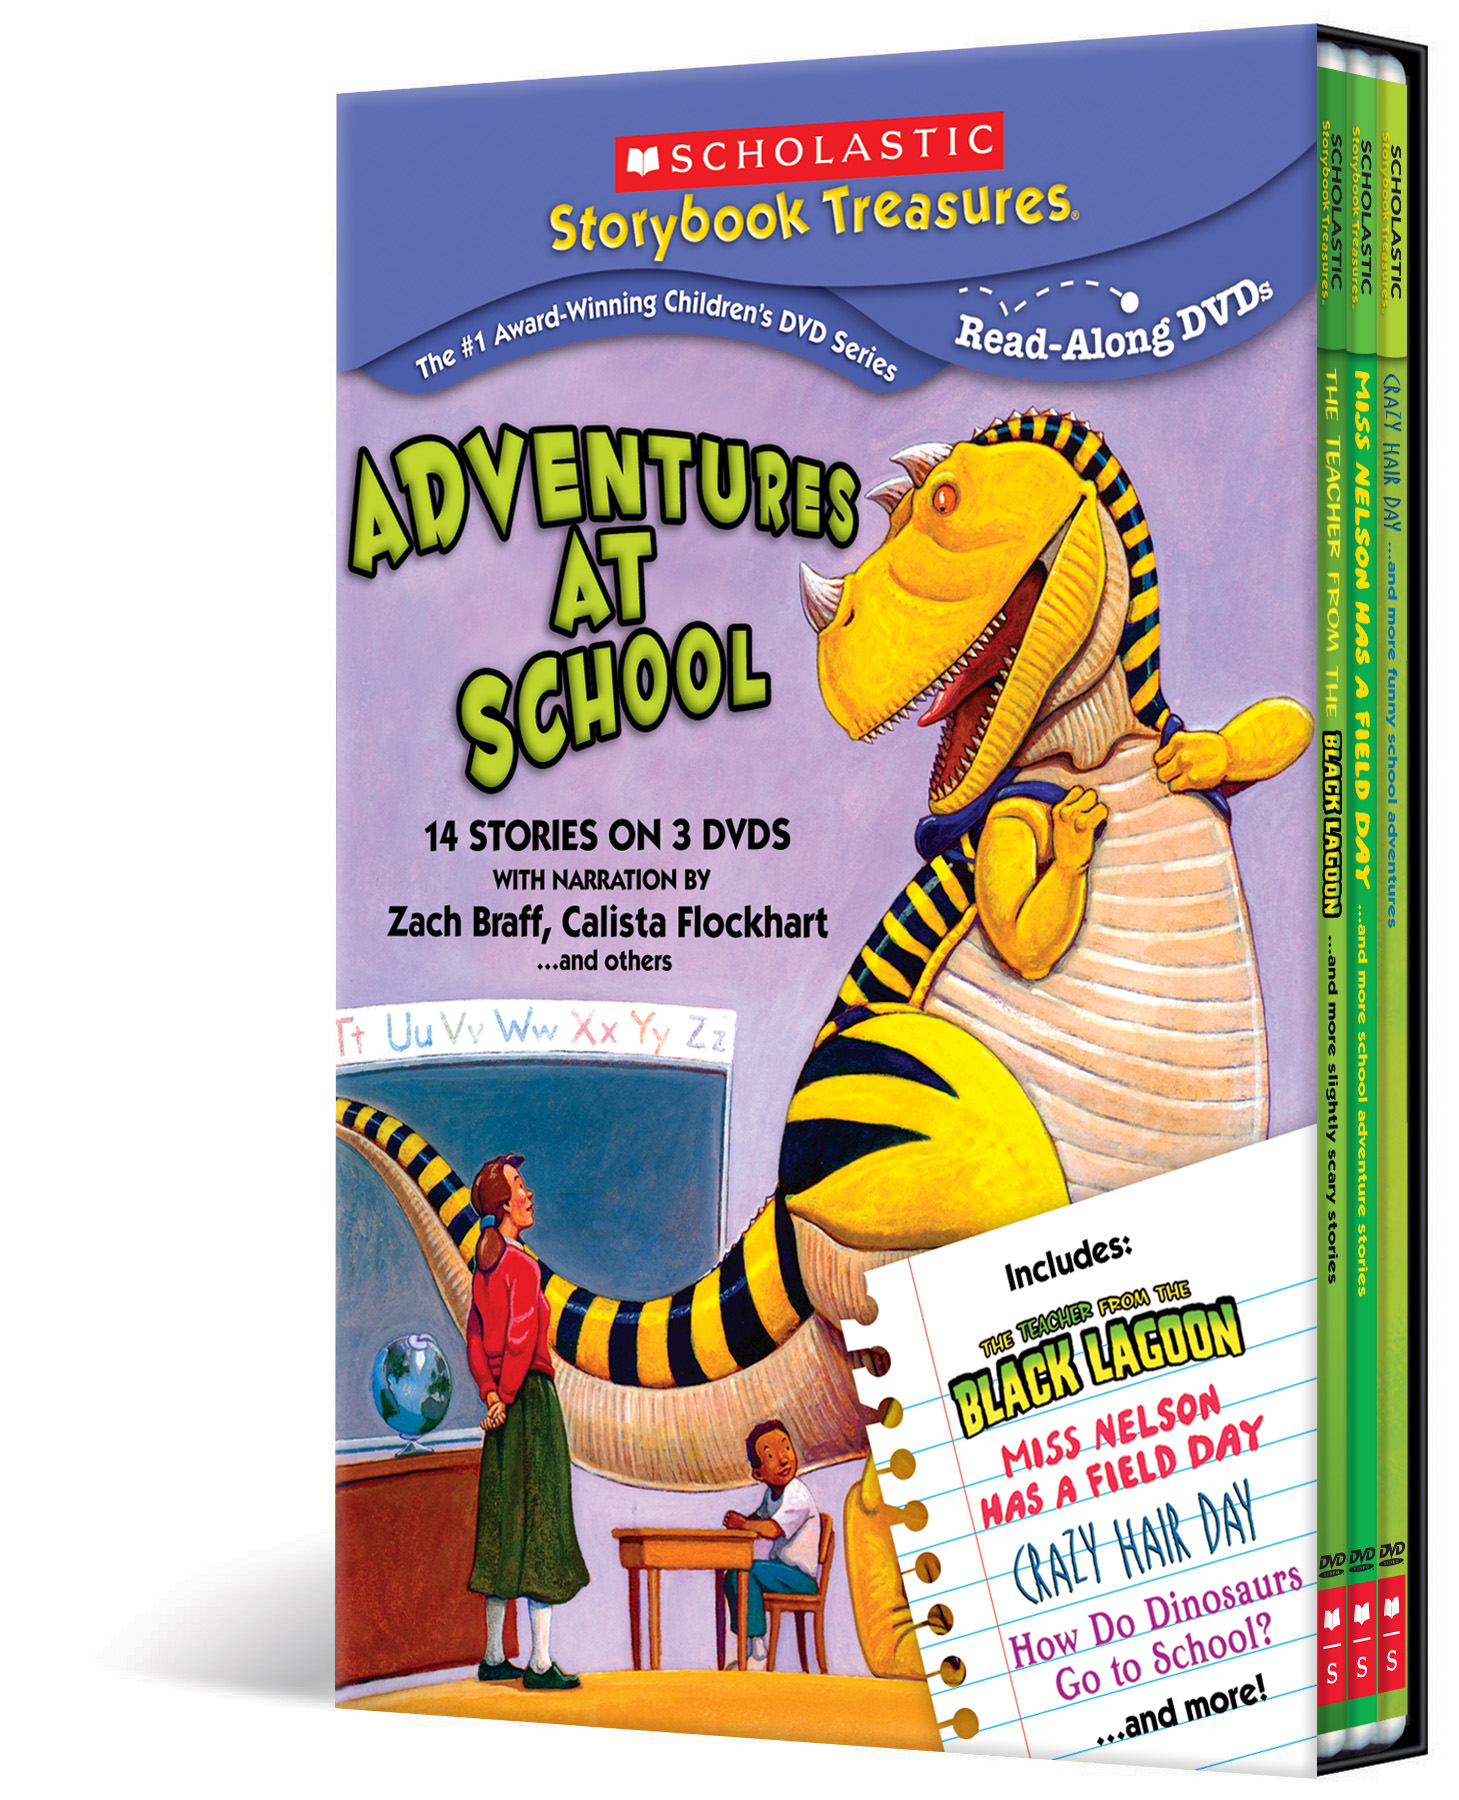 SCHOLASTIC
Storybook Treasures®
The #1 Award-Winning Children's DVD Series
Read-Along DVDs
ADVENTURES
AT
SCHOOL
14 STORIES ON 3 DVDS
WITH NARRATION BY
Zach Braff, Calista Flockhart
...and others
Tt Uu Vv Ww Xx Yy Zz
Includes:
THE TEACHER FROM THE
BLACK LAGOON
MISS NELSON
HAS A FIELD DAY
CRAZY HAIR DAY
How Do Dinosaurs
Go to School?
...and more!
SCHOLASTIC
Storybook Treasures®
THE TEACHER FROM THE BLACK LAGOON ...and more slightly scary stories
DVD
VIDEO
S
SCHOLASTIC
Storybook Treasures®
MISS NELSON HAS A FIELD DAY ...and more school adventure stories
DVD
VIDEO
S
SCHOLASTIC
Storybook Treasures®
CRAZY HAIR DAY ...and more funny school adventures
DVD
VIDEO
S